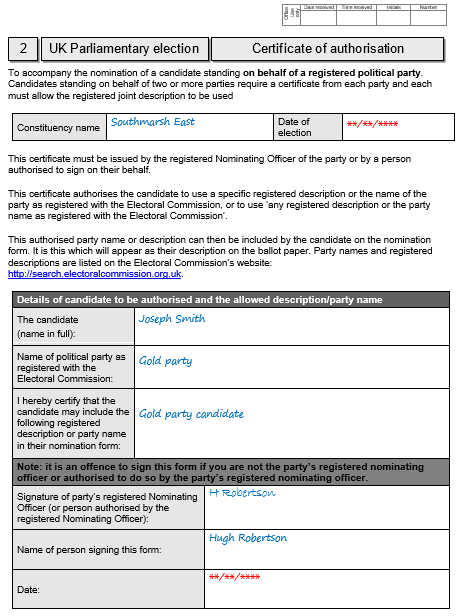 Office use only
Date received Time received Initials Number
2 UK Parliamentary election Certificate of authorisation
To accompany the nomination of a candidate standing on behalf of a registered political party.
Candidates standing on behalf of two or more parties require a certificate from each party and each
must allow the registered joint description to be used
Constituency name Southmarsh East Date of election **/**/****
This certificate must be issued by the registered Nominating Officer of the party or by a person
authorised to sign on their behalf.
This certificate authorises the candidate to use a specific registered description or the name of the
party as registered with the Electoral Commission, or to use ‘any registered description or the party
name as registered with the Electoral Commission’.
This authorised party name or description can then be included by the candidate on the nomination
form. It is this which will appear as their description on the ballot paper. Party names and registered
descriptions are listed on the Electoral Commission’s website:
http://search.electoralcommission.org.uk.
Details of candidate to be authorised and the allowed description/party name
The candidate
(name in full):
Joseph Smith
Name of political party as
registered with the
Electoral Commission:
Gold party
I hereby certify that the
candidate may include the
following registered
description or party name
in their nomination form:
Gold party candidate
Note: it is an offence to sign this form if you are not the party’s registered nominating
officer or authorised to do so by the party’s registered nominating officer.
Signature of party’s registered Nominating
Officer (or person authorised by the
registered Nominating Officer):
H Robertson
Name of person signing this form:
Hugh Robertson
Date:
**/**/****